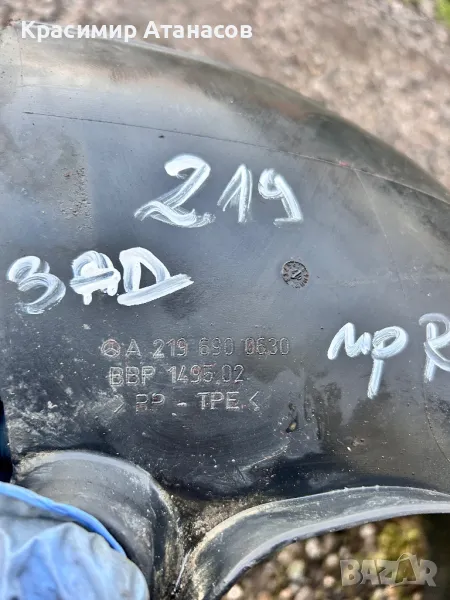 Красимир Атанасов
219
ЗАД
пр R
A 219 690 0630
BBP 1495.02
> PP - TPE <
BAZAR